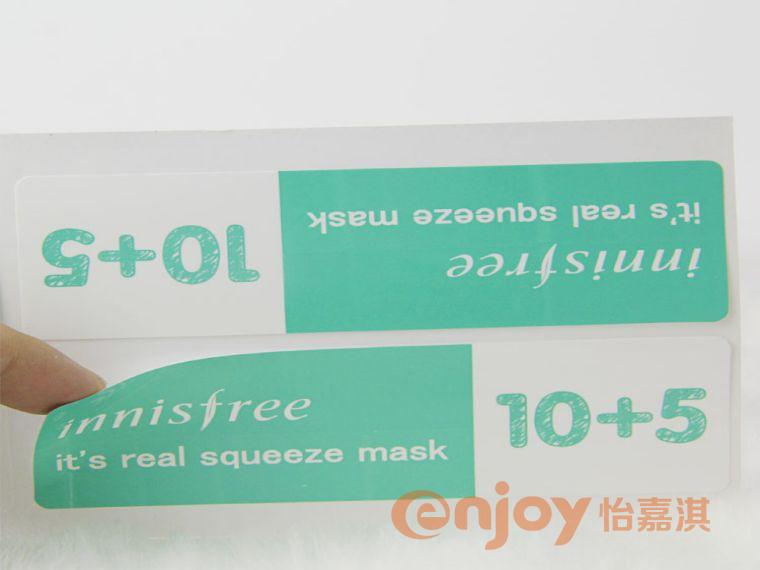 10+5
it's real squeeze mask
innisfree
innisfree
it's real squeeze mask
10+5
enjoy 怡嘉淇